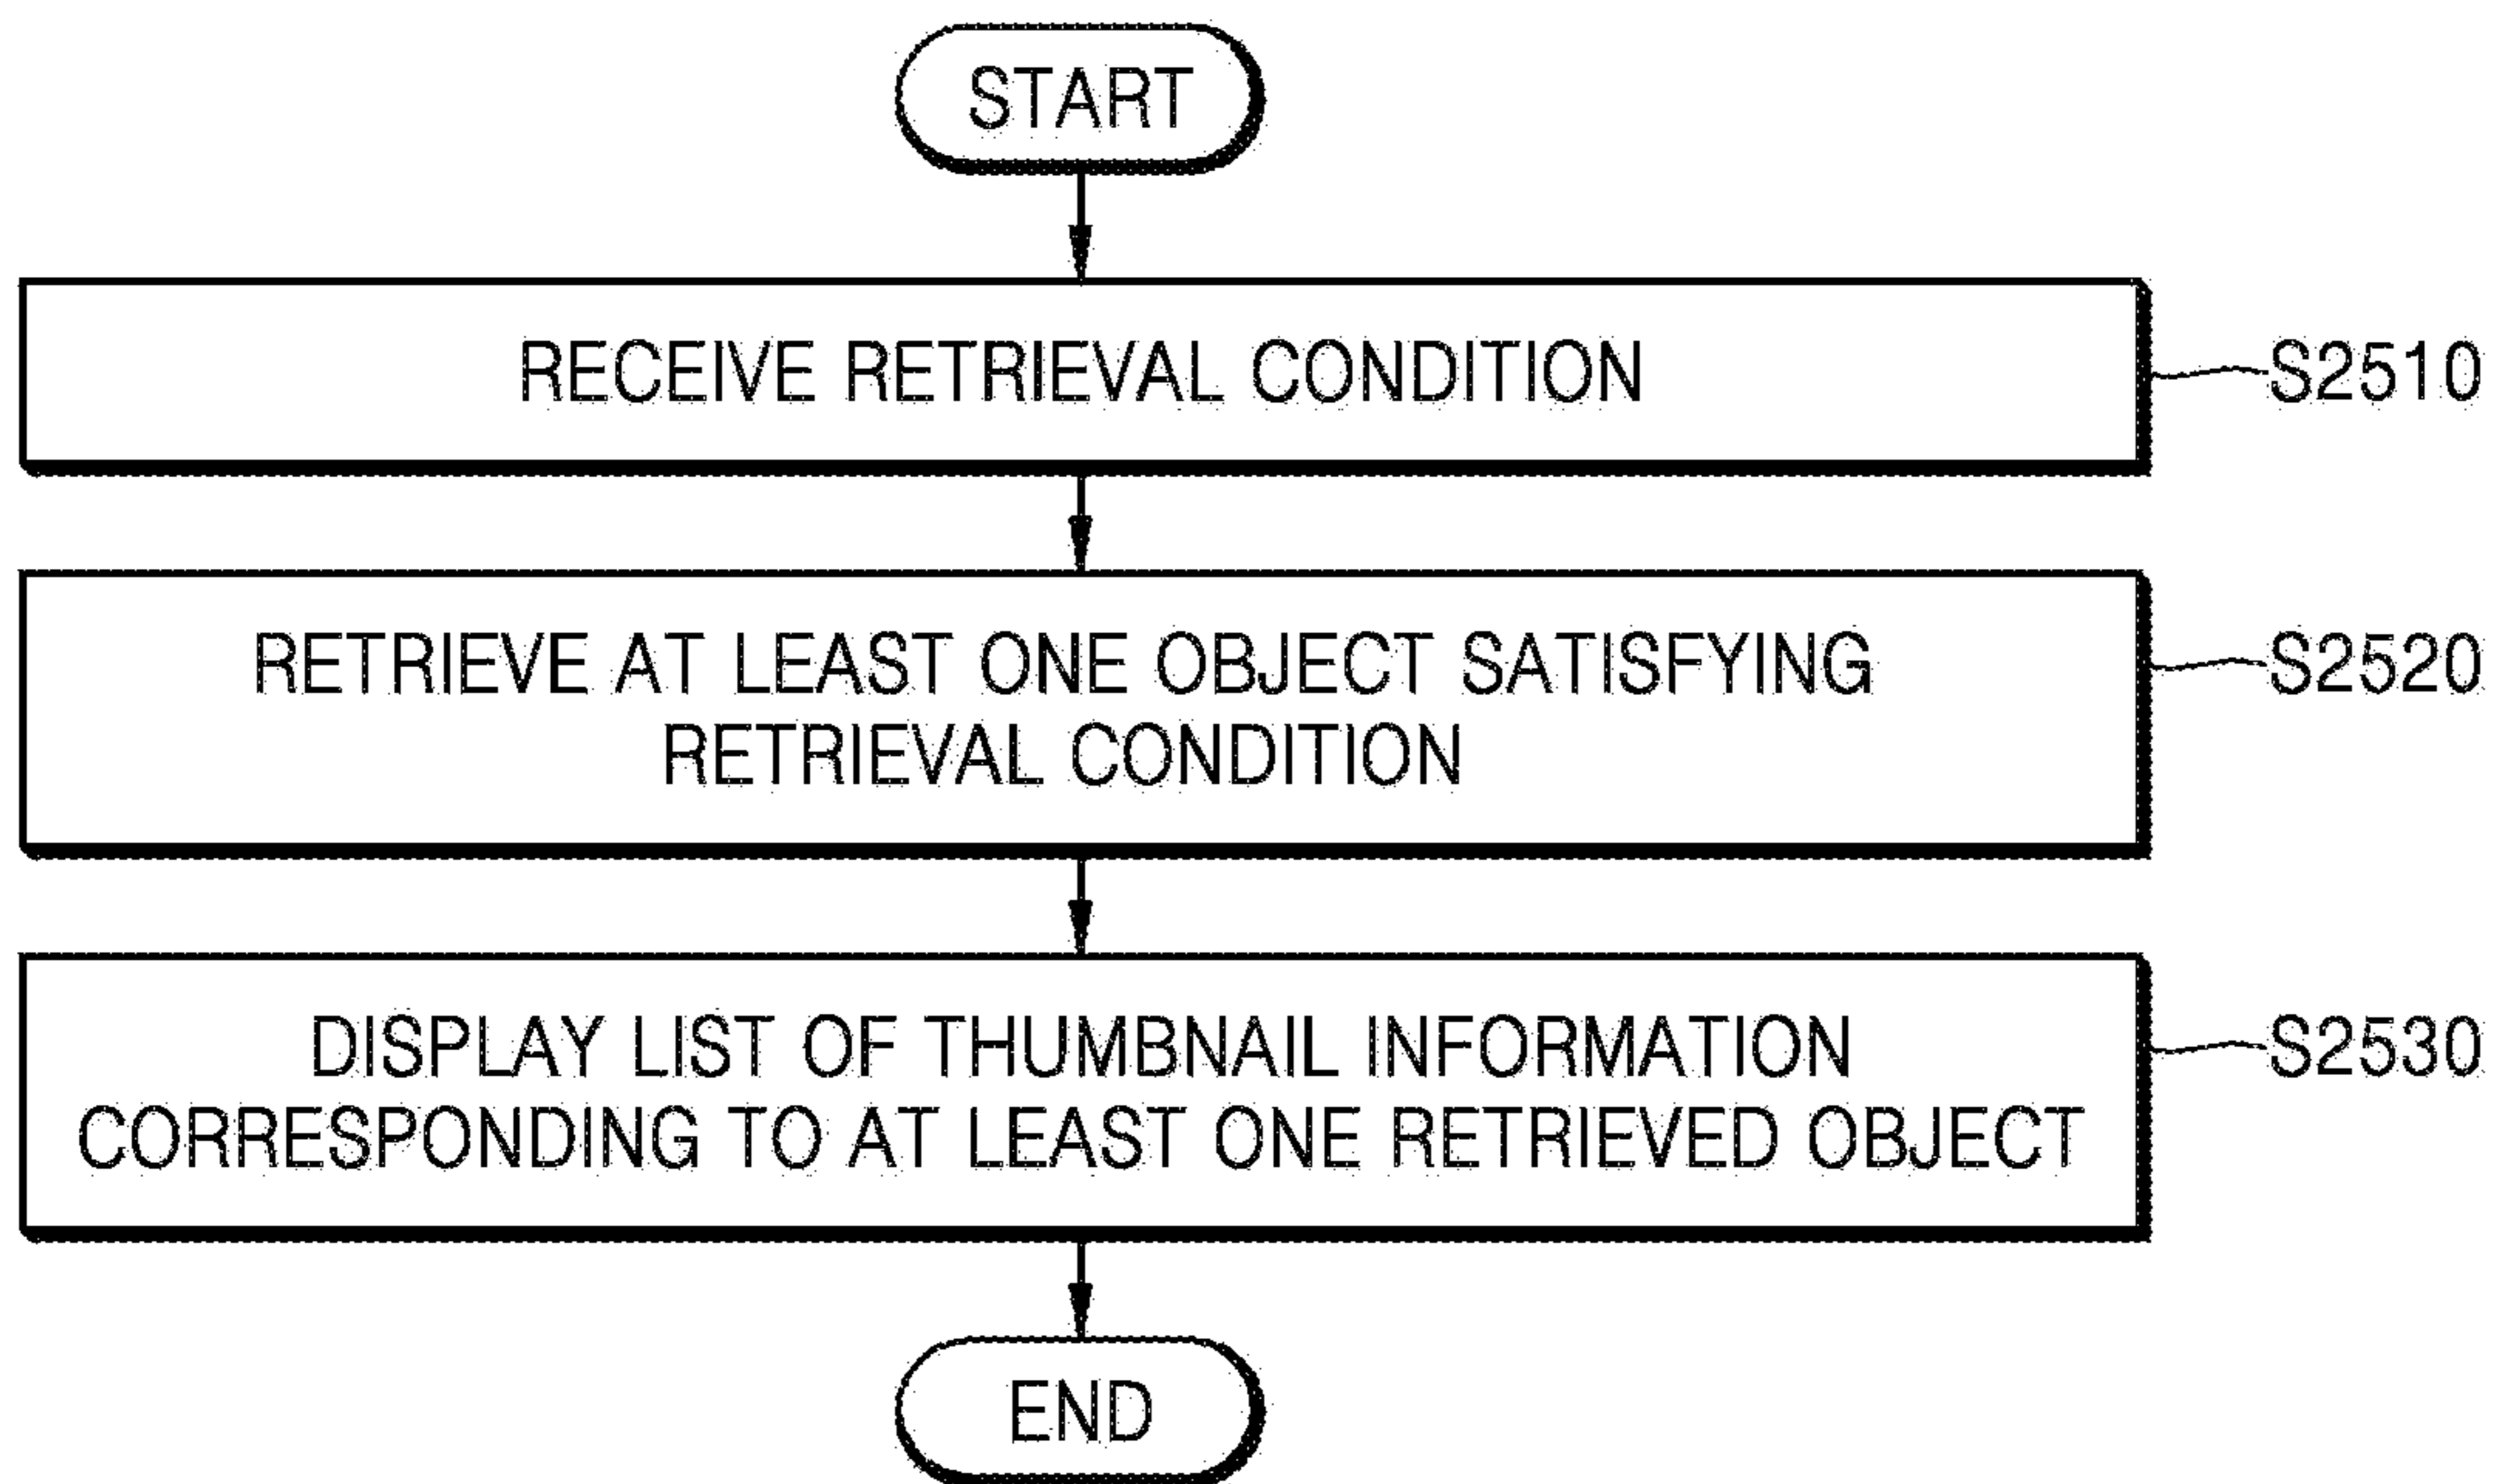 START
RECEIVE RETRIEVAL CONDITION
S2510
RETRIEVE AT LEAST ONE OBJECT SATISFYING
RETRIEVAL CONDITION
S2520
DISPLAY LIST OF THUMBNAIL INFORMATION
CORRESPONDING TO AT LEAST ONE RETRIEVED OBJECT
S2530
END